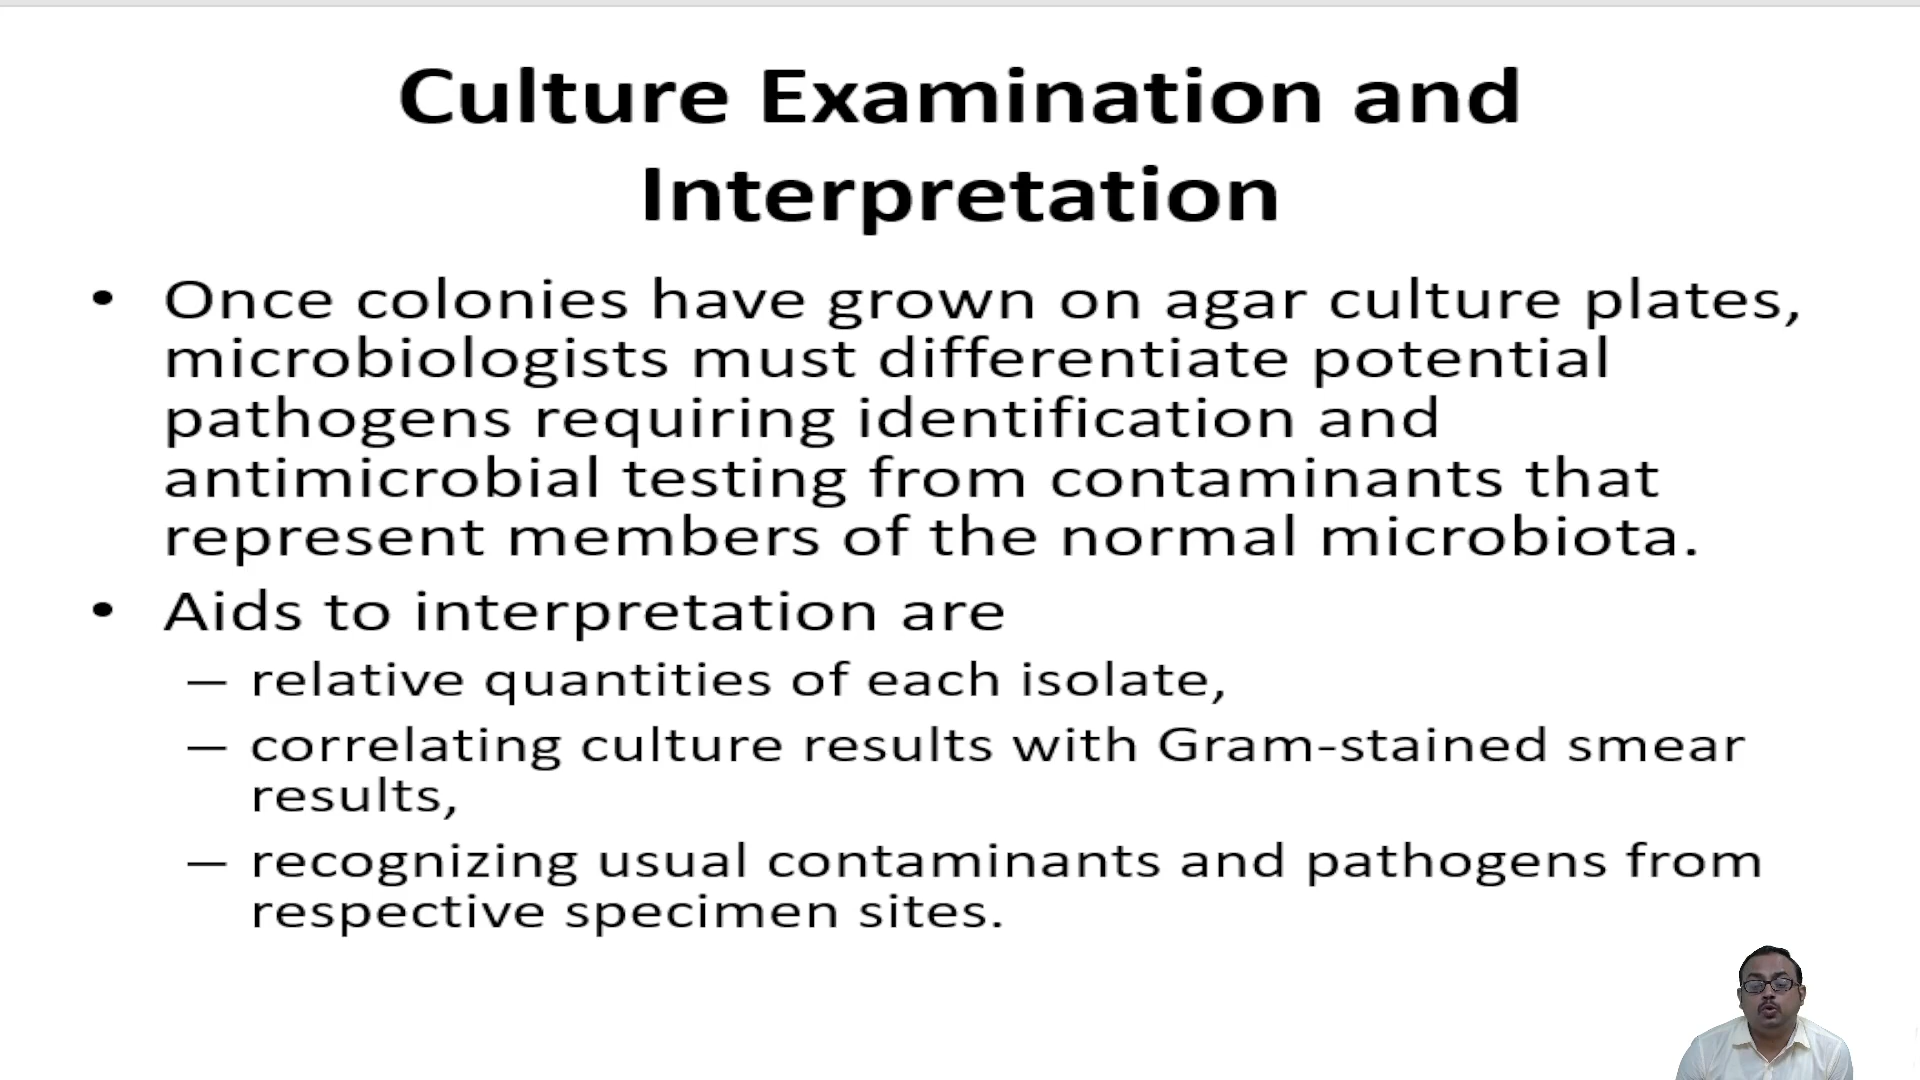 Culture Examination and
Interpretation
• Once colonies have grown on agar culture plates,
microbiologists must differentiate potential
pathogens requiring identification and
antimicrobial testing from contaminants that
represent members of the normal microbiota.
• Aids to interpretation are
– relative quantities of each isolate,
– correlating culture results with Gram-stained smear
results,
– recognizing usual contaminants and pathogens from
respective specimen sites.